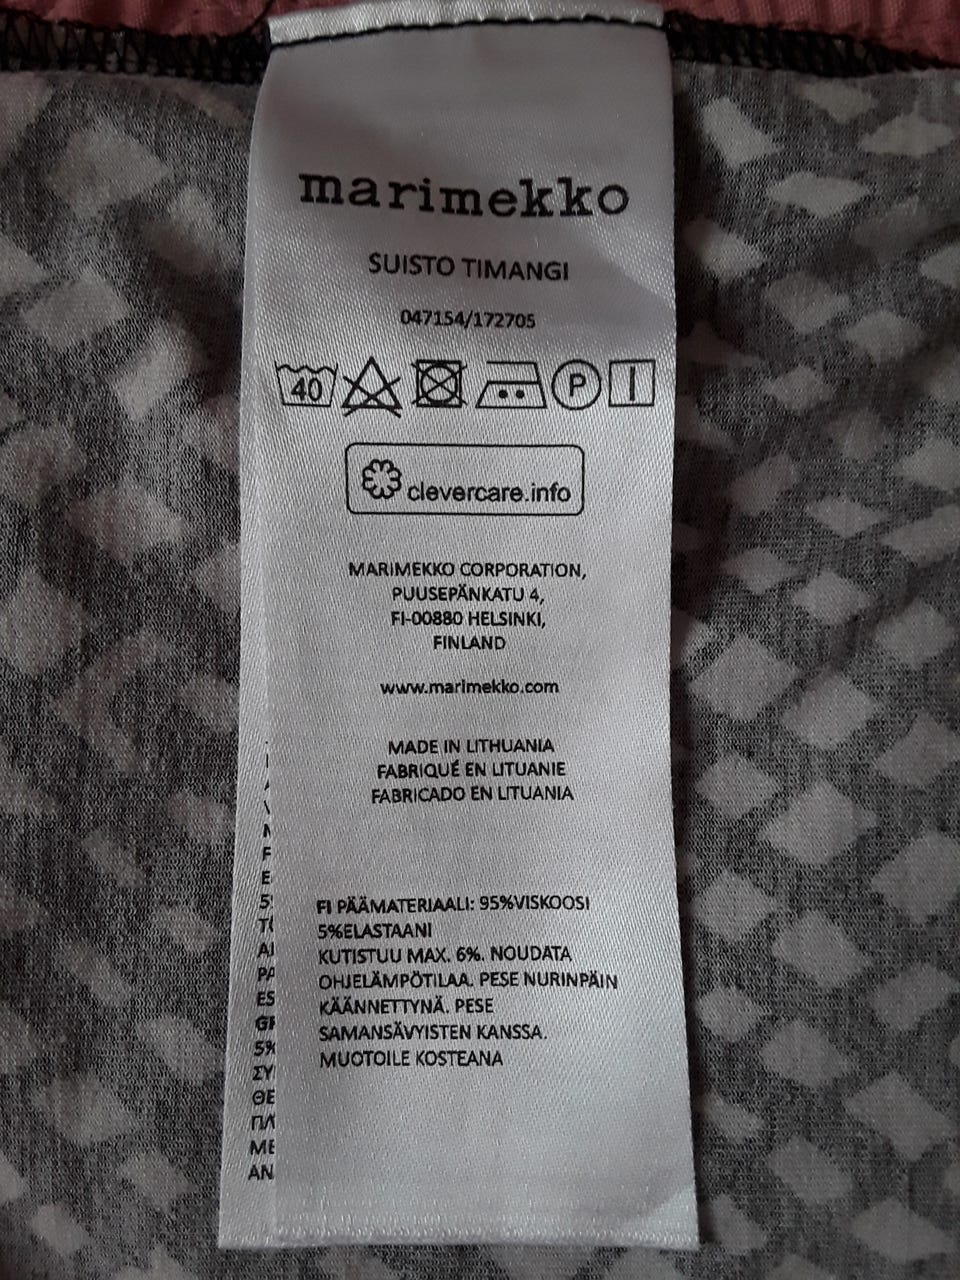 marimekko
SUISTO TIMANGI
047154/172705
40 P
clevercare.info
MARIMEKKO CORPORATION,
PUUSEPÄNKATU 4,
FI-00880 HELSINKI,
FINLAND
www.marimekko.com
MADE IN LITHUANIA
FABRIQUÉ EN LITUANIE
FABRICADO EN LITUANIA
FI PÄÄMATERIAALI: 95%VISKOOSI
5%ELASTAANI
KUTISTUU MAX. 6%. NOUDATA
OHJELÄMPÖTILAA. PESE NURINPÄIN
KÄÄNNETTYNÄ. PESE
SAMANSÄVYISTEN KANSSA.
MUOTOILE KOSTEANA